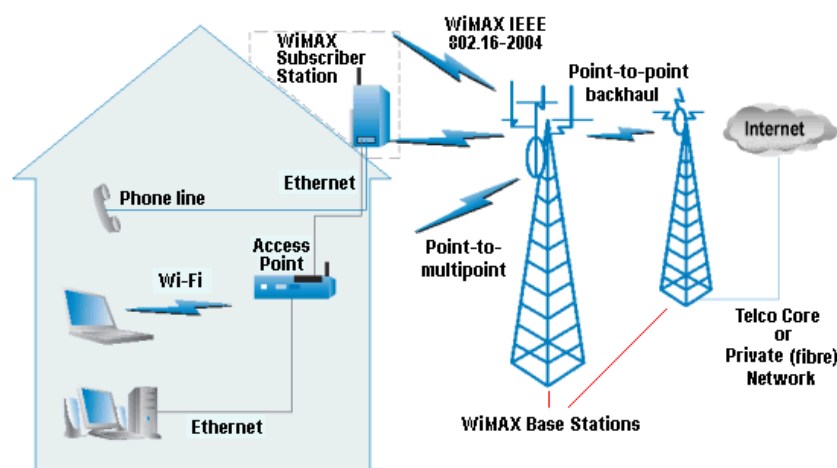 WiMAX
Subscriber
Station
WiMAX IEEE
802.16-2004
Point-to-point
backhaul
Internet
Ethernet
Phone line
Access
Point
Wi-Fi
Point-to-
multipoint
Telco Core
or
Private (fibre)
Network
Ethernet
WiMAX Base Stations